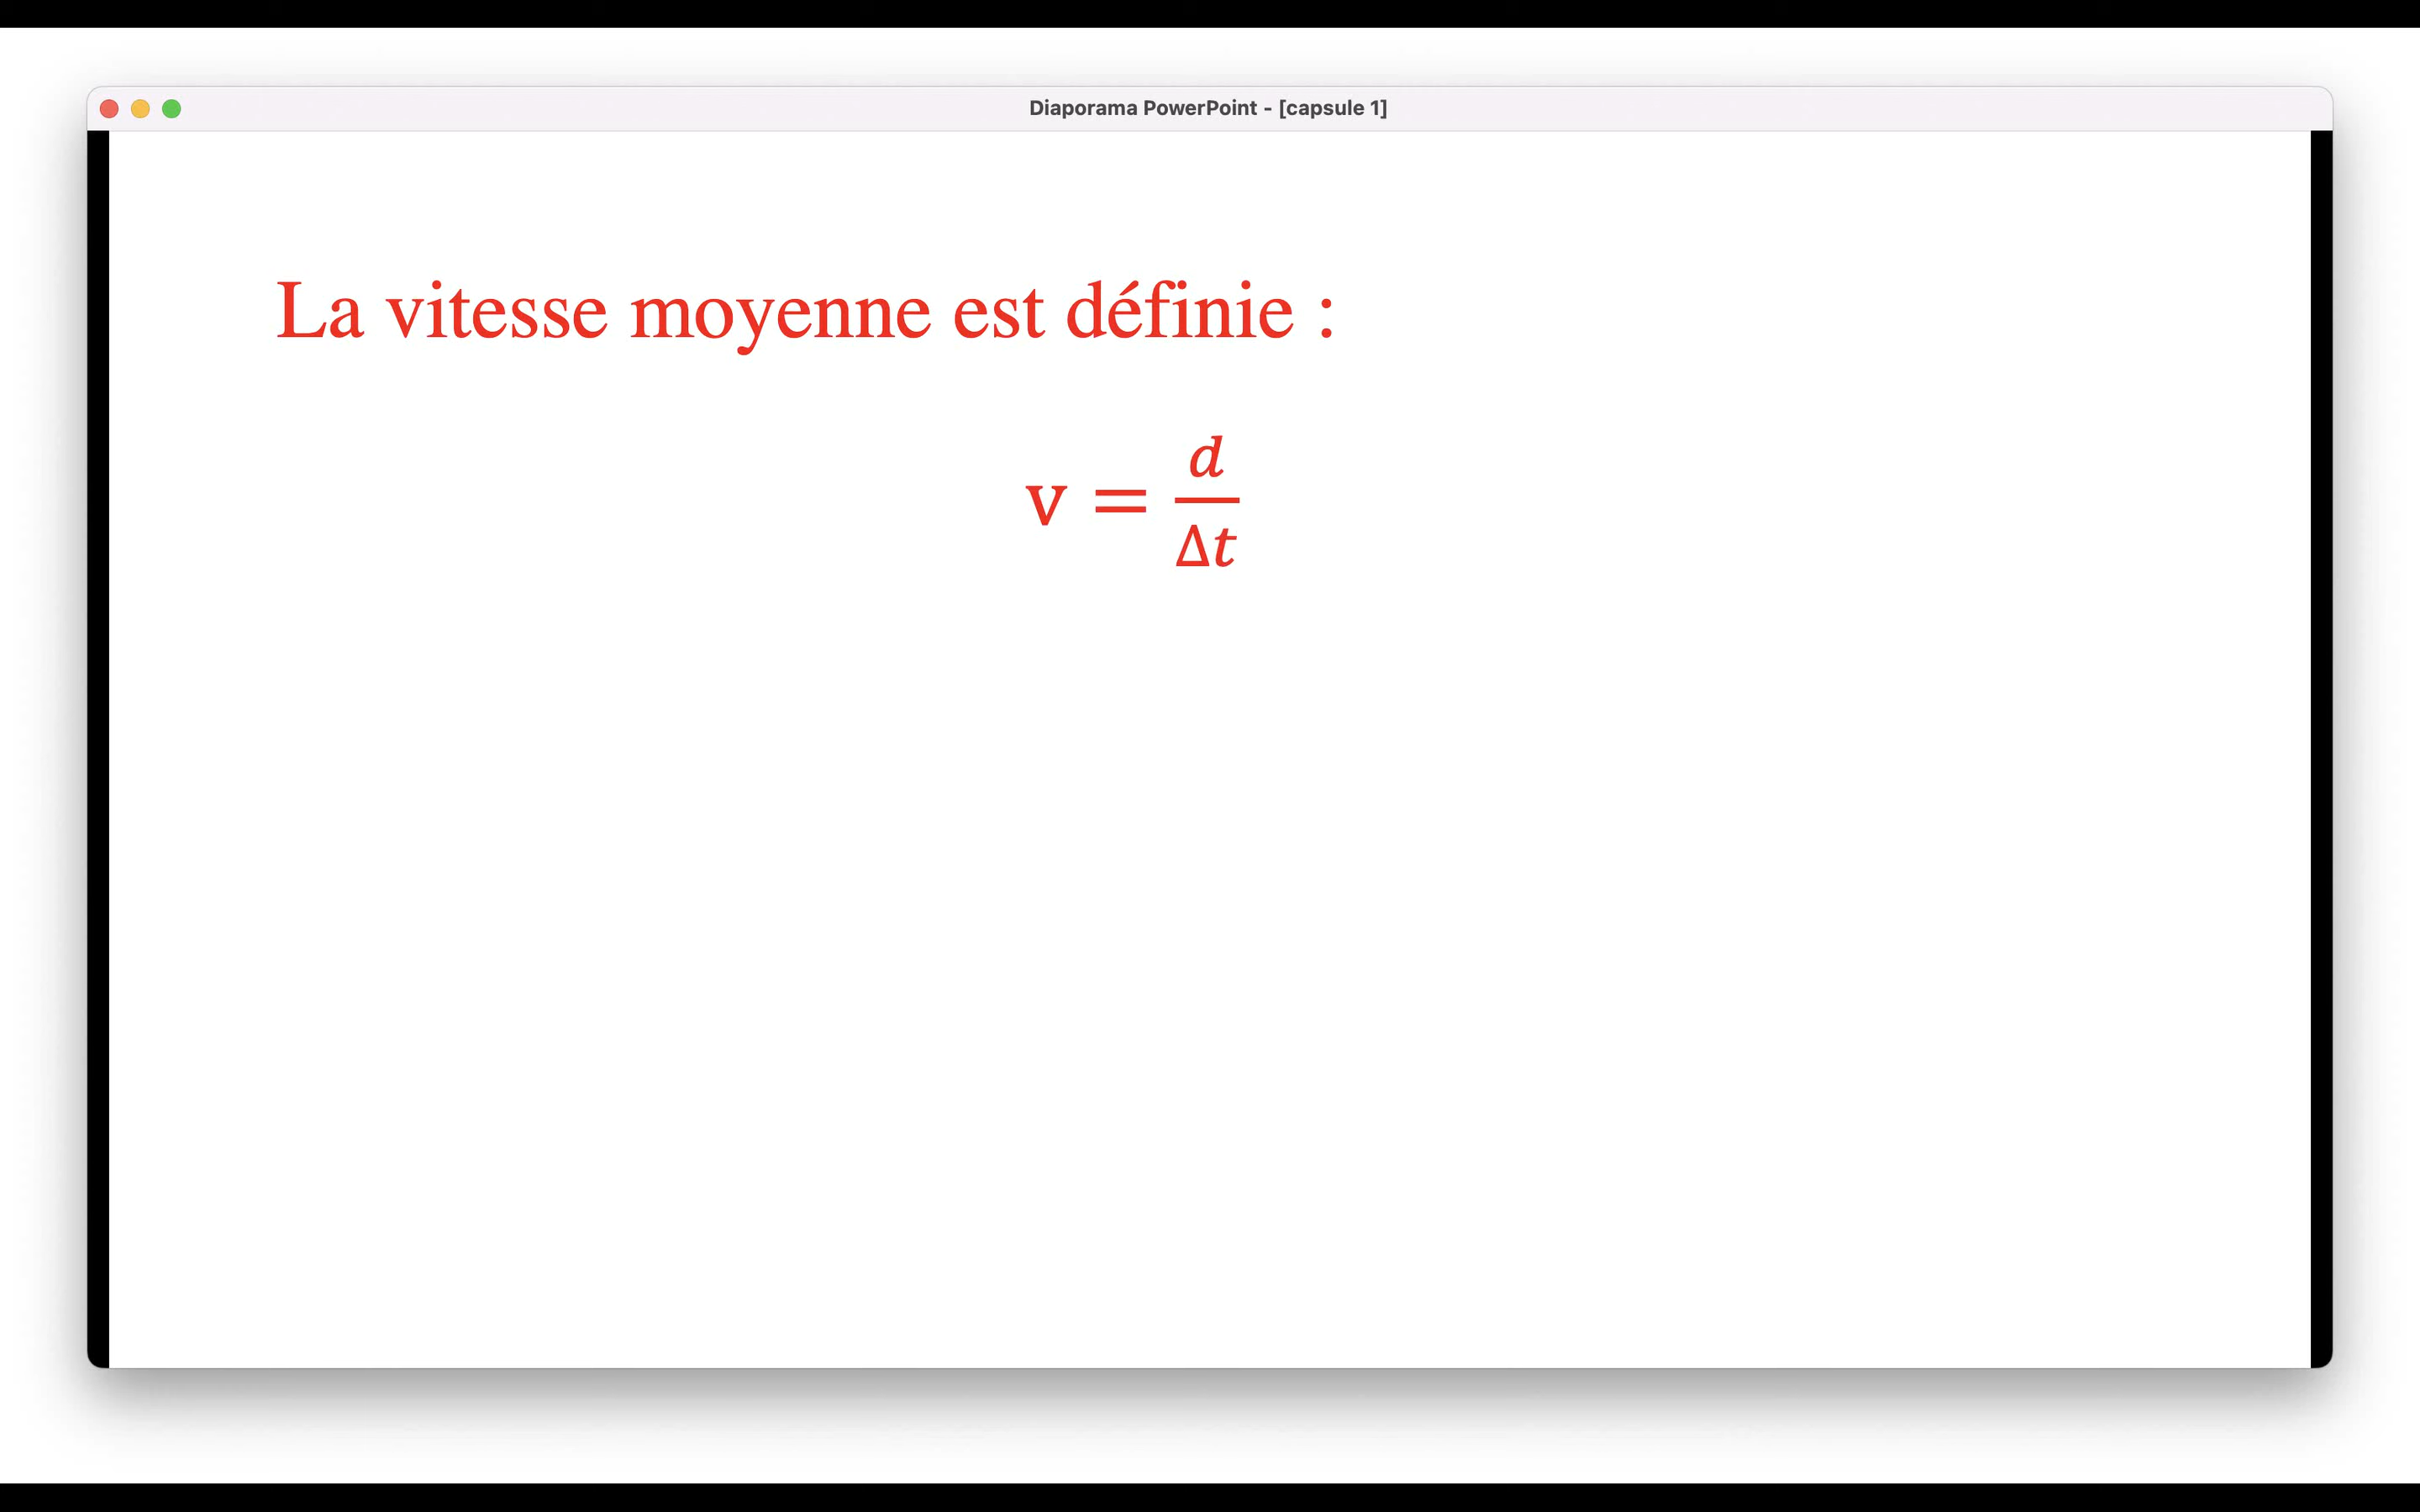 Diaporama PowerPoint - [capsule 1]
La vitesse moyenne est définie :
v = d/Δt